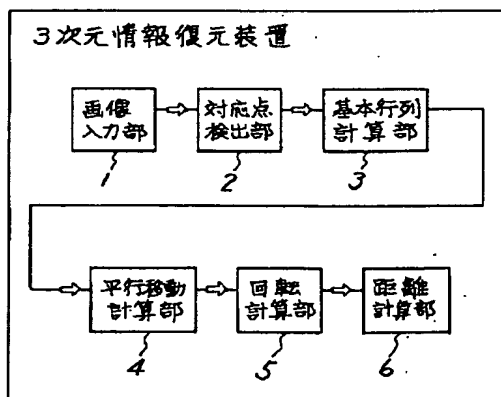 3次元情報復元装置
画像
入力部
対応点
検出部
基本行列
計算部
1
2
3
平行移動
計算部
回転
計算部
距離
計算部
4
5
6